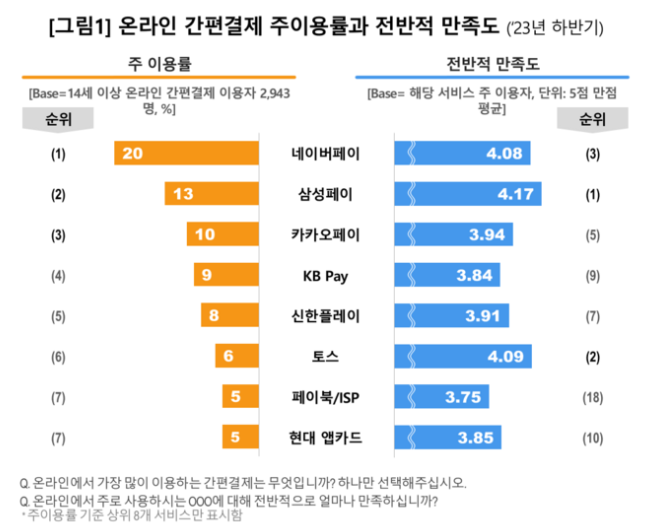 [그림1] 온라인 간편결제 주이용률과 전반적 만족도 (‘23년 하반기)
주 이용률
전반적 만족도
[Base=14세 이상 온라인 간편결제 이용자 2,943
명, %]
[Base= 해당 서비스 주 이용자, 단위: 5점 만점
평균]
순위
순위
(1) 20 네이버페이 4.08 (3)
(2) 13 삼성페이 4.17 (1)
(3) 10 카카오페이 3.94 (5)
(4) 9 KB Pay 3.84 (9)
(5) 8 신한플레이 3.91 (7)
(6) 6 토스 4.09 (2)
(7) 5 페이북/ISP 3.75 (18)
(7) 5 현대 앱카드 3.85 (10)
Q. 온라인에서 가장 많이 이용하는 간편결제는 무엇입니까? 하나만 선택해주십시오.
Q. 온라인에서 주로 사용하시는 OOO에 대해 전반적으로 얼마나 만족하십니까?
* 주이용률 기준 상위 8개 서비스만 표시함